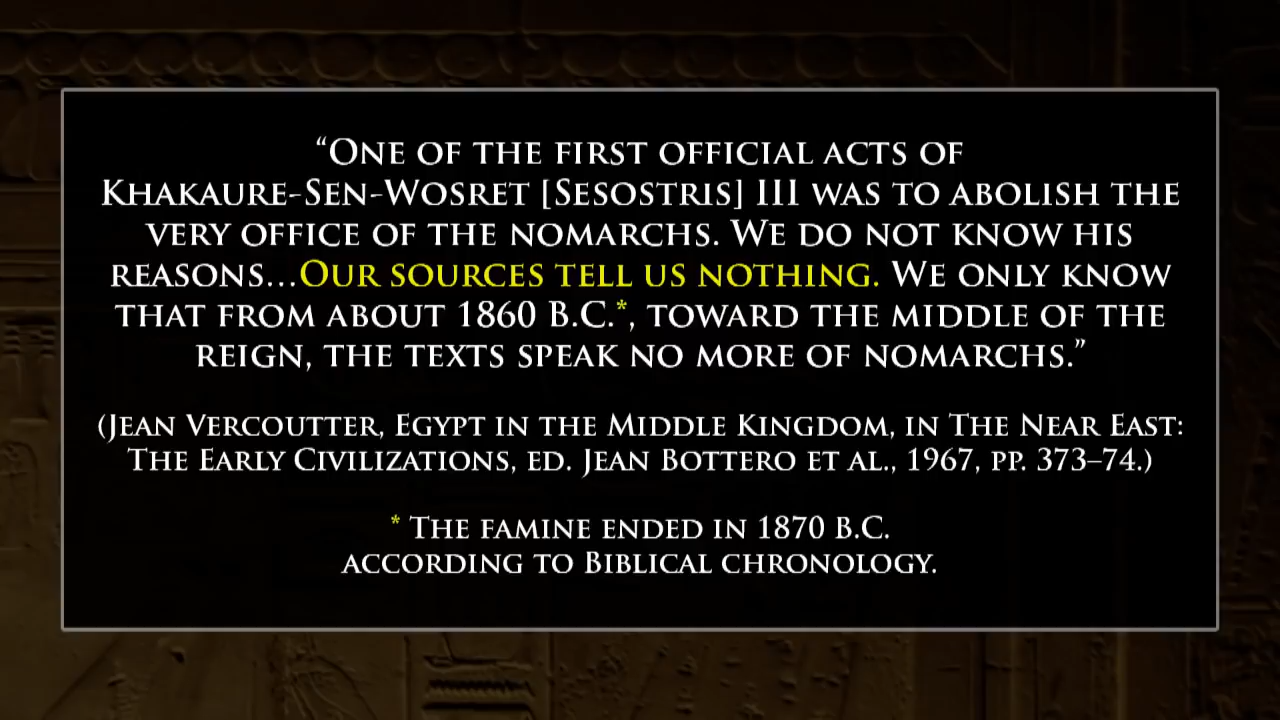 “One of the first official acts of
Khakaure-Sen-Wosret [Sesostris] III was to abolish the
very office of the nomarchs. We do not know his
reasons...Our sources tell us nothing. We only know
that from about 1860 B.C.*, toward the middle of the
reign, the texts speak no more of nomarchs.”
(Jean Vercoutter, Egypt in the Middle Kingdom, in The Near East:
The Early Civilizations, ed. Jean Bottero et al., 1967, pp. 373–74.)
* The famine ended in 1870 B.C.
according to Biblical chronology.